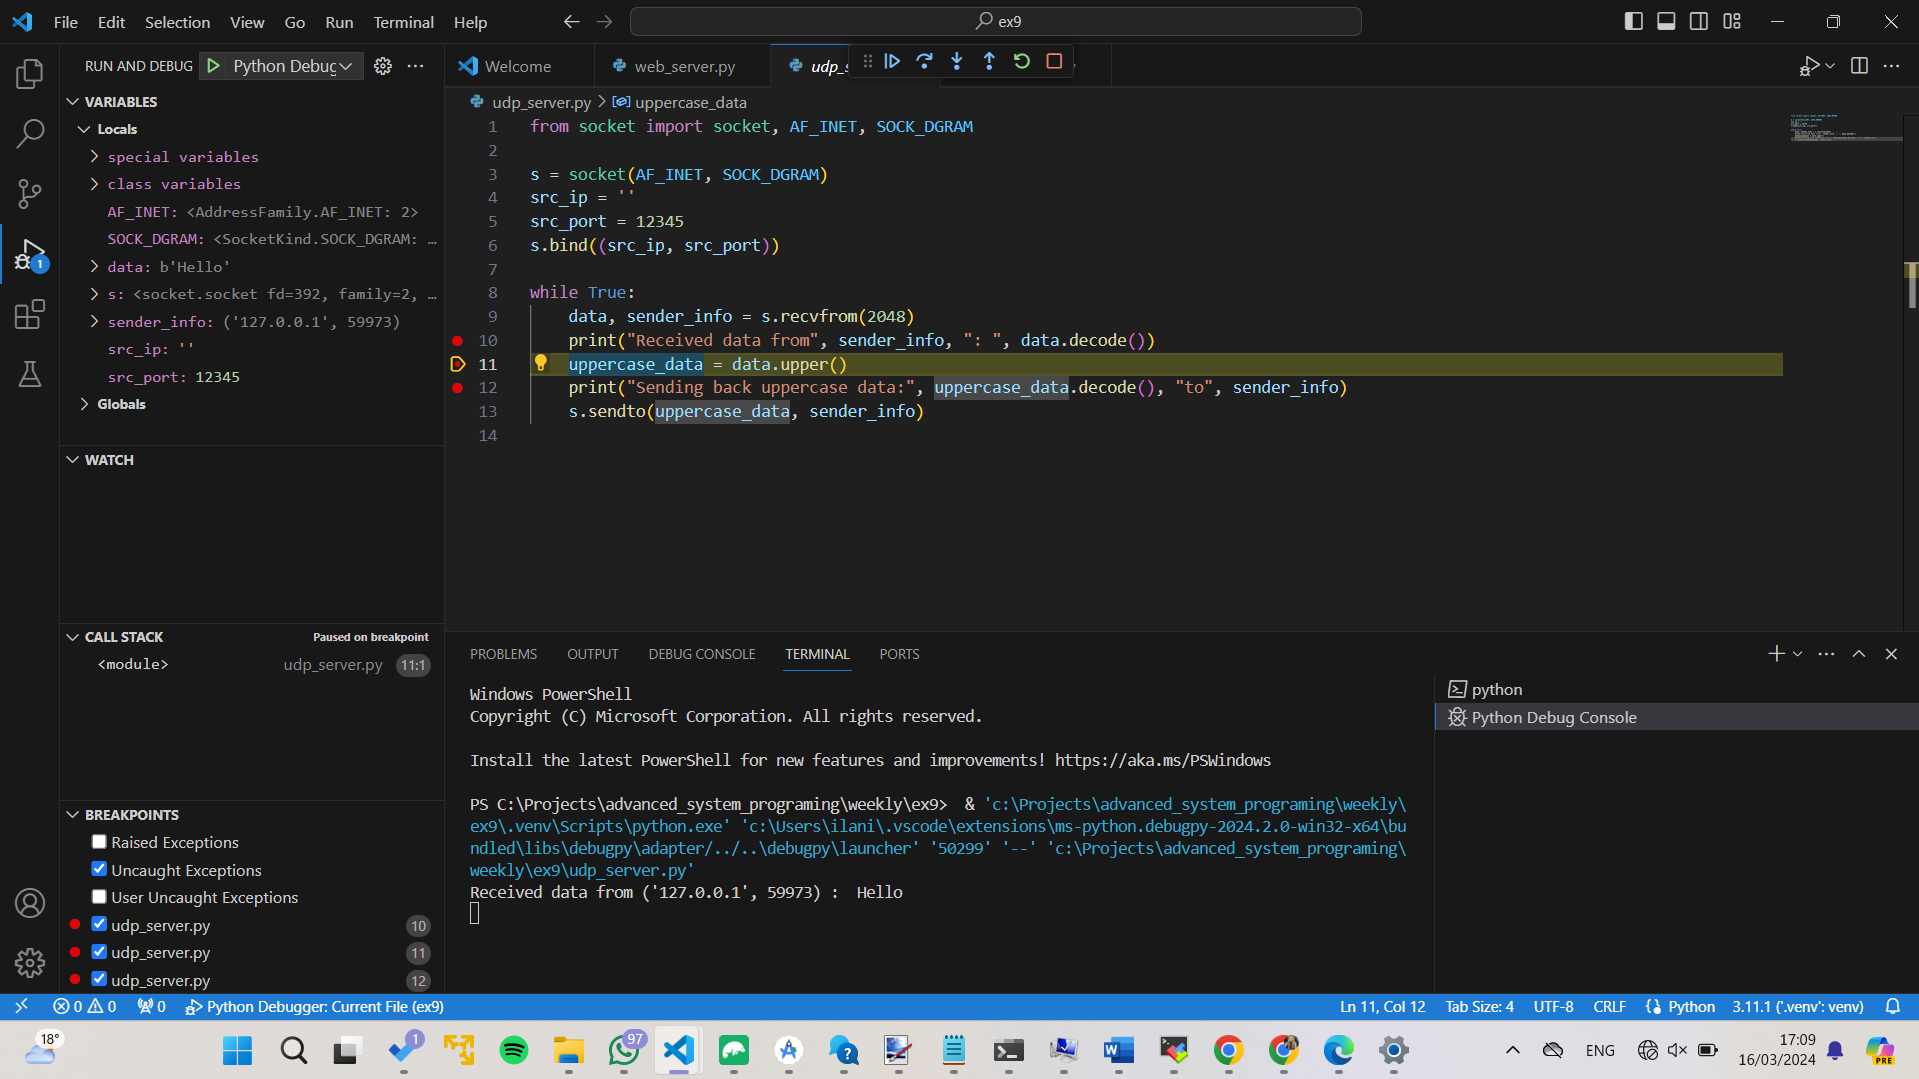 File Edit Selection View Go Run Terminal Help
ex9
RUN AND DEBUG
Python Debug
VARIABLES
Locals
special variables
class variables
AF_INET: <AddressFamily.AF_INET: 2>
SOCK_DGRAM: <SocketKind.SOCK_DGRAM: …
data: b'Hello'
s: <socket.socket fd=392, family=2, …
sender_info: ('127.0.0.1', 59973)
src_ip: ''
src_port: 12345
Globals
WATCH
CALL STACK
Paused on breakpoint
<module>
udp_server.py 11:1
BREAKPOINTS
Raised Exceptions
Uncaught Exceptions
User Uncaught Exceptions
udp_server.py 10
udp_server.py 11
udp_server.py 12
Welcome
web_server.py
udp_s
udp_server.py > uppercase_data
1 from socket import socket, AF_INET, SOCK_DGRAM
2
3 s = socket(AF_INET, SOCK_DGRAM)
4 src_ip = ''
5 src_port = 12345
6 s.bind((src_ip, src_port))
7
8 while True:
9 data, sender_info = s.recvfrom(2048)
10 print("Received data from", sender_info, ": ", data.decode())
11 uppercase_data = data.upper()
12 print("Sending back uppercase data:", uppercase_data.decode(), "to", sender_info)
13 s.sendto(uppercase_data, sender_info)
14
PROBLEMS OUTPUT DEBUG CONSOLE TERMINAL PORTS
Windows PowerShell
Copyright (C) Microsoft Corporation. All rights reserved.
Install the latest PowerShell for new features and improvements! https://aka.ms/PSWindows
PS C:\Projects\advanced_system_programing\weekly\ex9>  & 'c:\Projects\advanced_system_programing\weekly\
ex9\.venv\Scripts\python.exe' 'c:\Users\ilani\.vscode\extensions\ms-python.debugpy-2024.2.0-win32-x64\bu
ndled\libs\debugpy\adapter/../..\debugpy\launcher' '50299' '--' 'c:\Projects\advanced_system_programing\
weekly\ex9\udp_server.py'
Received data from ('127.0.0.1', 59973) :  Hello
python
Python Debug Console
0 0 0 Python Debugger: Current File (ex9)
Ln 11, Col 12 Tab Size: 4 UTF-8 CRLF Python 3.11.1 ('.venv': venv)
1
18°
1
97
ENG
17:09
16/03/2024
PRE